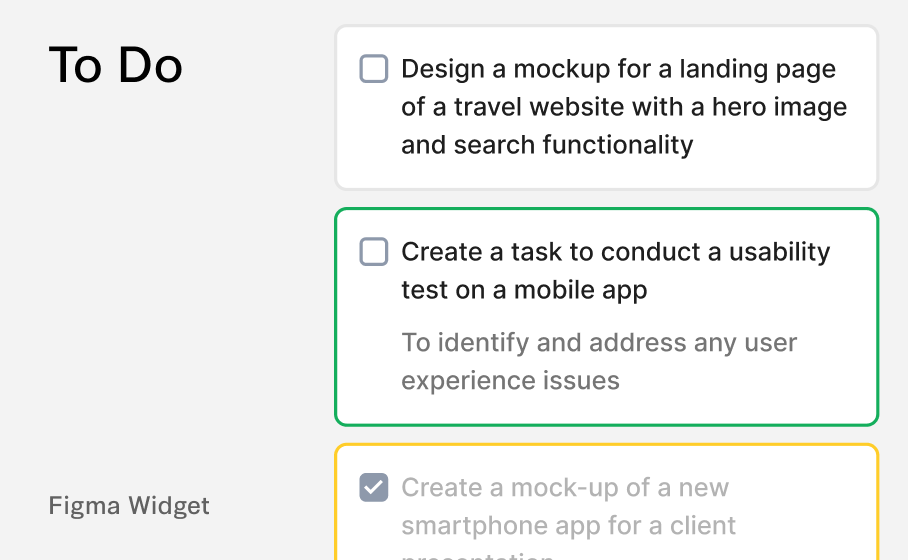 To Do
Design a mockup for a landing page
of a travel website with a hero image
and search functionality
Create a task to conduct a usability
test on a mobile app
To identify and address any user
experience issues
Create a mock-up of a new
smartphone app for a client
Figma Widget